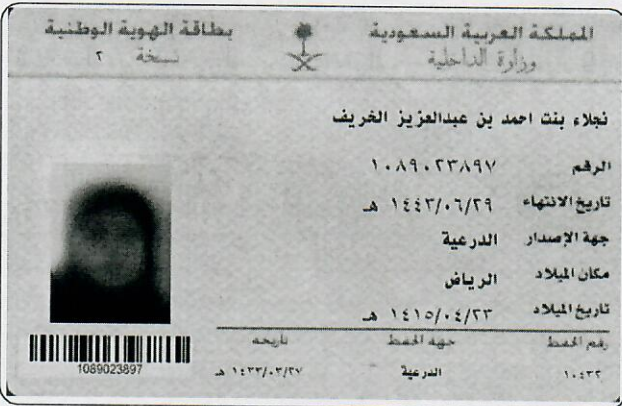 المملكة العربية السعودية
وزارة الداخلية
بطاقة الهوية الوطنية
نسخة ٢
نجلاء بنت احمد بن عبدالعزيز الخريف
الرقم ١٠٨٩٠٢٣٨٩٧
تاريخ الانتهاء ١٤٤٣/٠٦/٢٩ هـ
جهة الإصدار الدرعية
مكان الميلاد الرياض
تاريخ الميلاد ١٤١٥/٠٤/٢٣ هـ
رقم الحفظ جهة الحفظ تاريخه
١٠٤٣٢ الدرعية ١٤٣٣/٠٣/٢٧ هـ
1089023897